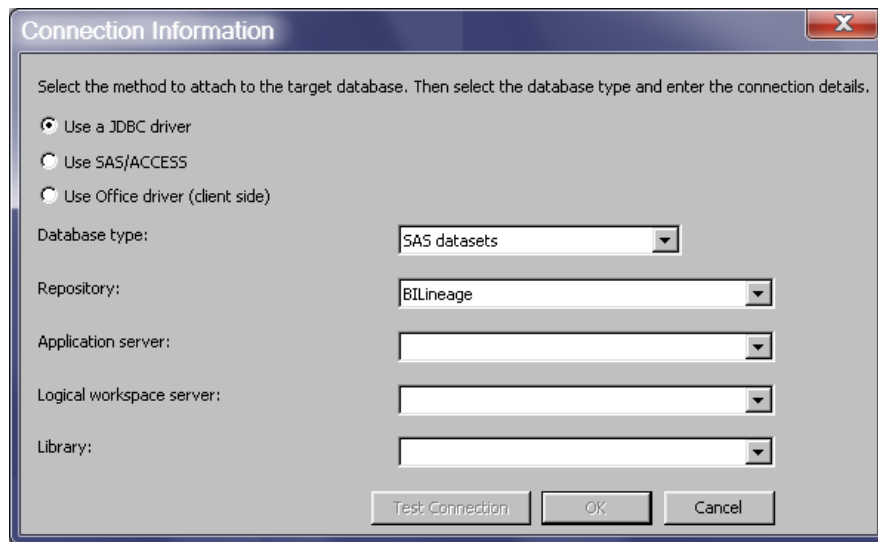 Connection Information
X
Select the method to attach to the target database. Then select the database type and enter the connection details.
Use a JDBC driver
Use SAS/ACCESS
Use Office driver (client side)
Database type:
SAS datasets
Repository:
BILineage
Application server:
Logical workspace server:
Library:
Test Connection OK Cancel